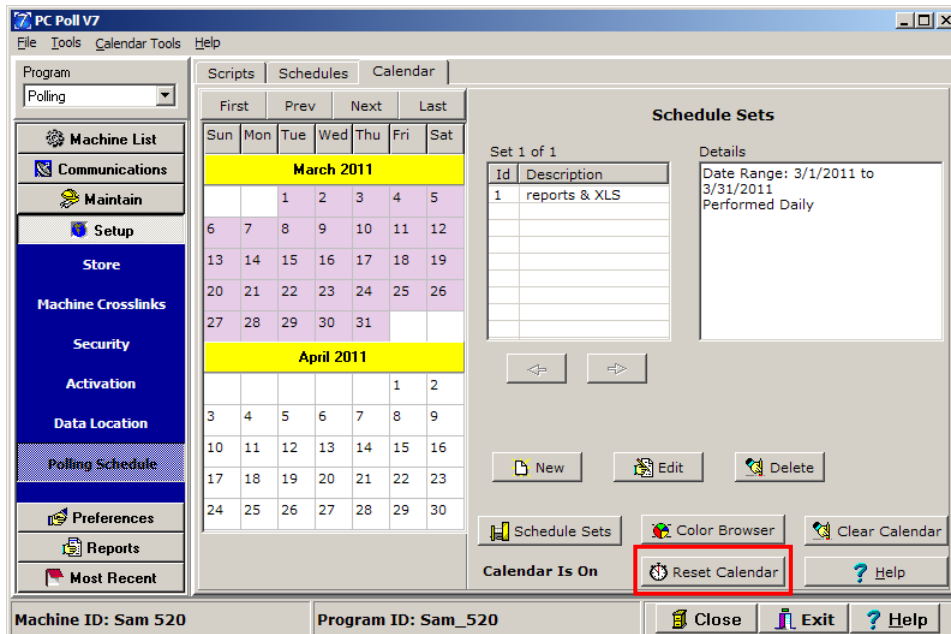 PC Poll V7
File Tools Calendar Tools Help
Program
Polling
Machine List
Communications
Maintain
Setup
Store
Machine Crosslinks
Security
Activation
Data Location
Polling Schedule
Preferences
Reports
Most Recent
Scripts Schedules Calendar
First Prev Next Last
Sun Mon Tue Wed Thu Fri Sat
March 2011
1 2 3 4 5
6 7 8 9 10 11 12
13 14 15 16 17 18 19
20 21 22 23 24 25 26
27 28 29 30 31
April 2011
1 2
3 4 5 6 7 8 9
10 11 12 13 14 15 16
17 18 19 20 21 22 23
24 25 26 27 28 29 30
Schedule Sets
Set 1 of 1
Id Description
1 reports & XLS
Details
Date Range: 3/1/2011 to
3/31/2011
Performed Daily
New Edit Delete
Schedule Sets Color Browser Clear Calendar
Calendar Is On Reset Calendar ? Help
Machine ID: Sam 520 Program ID: Sam_520 Close Exit ? Help